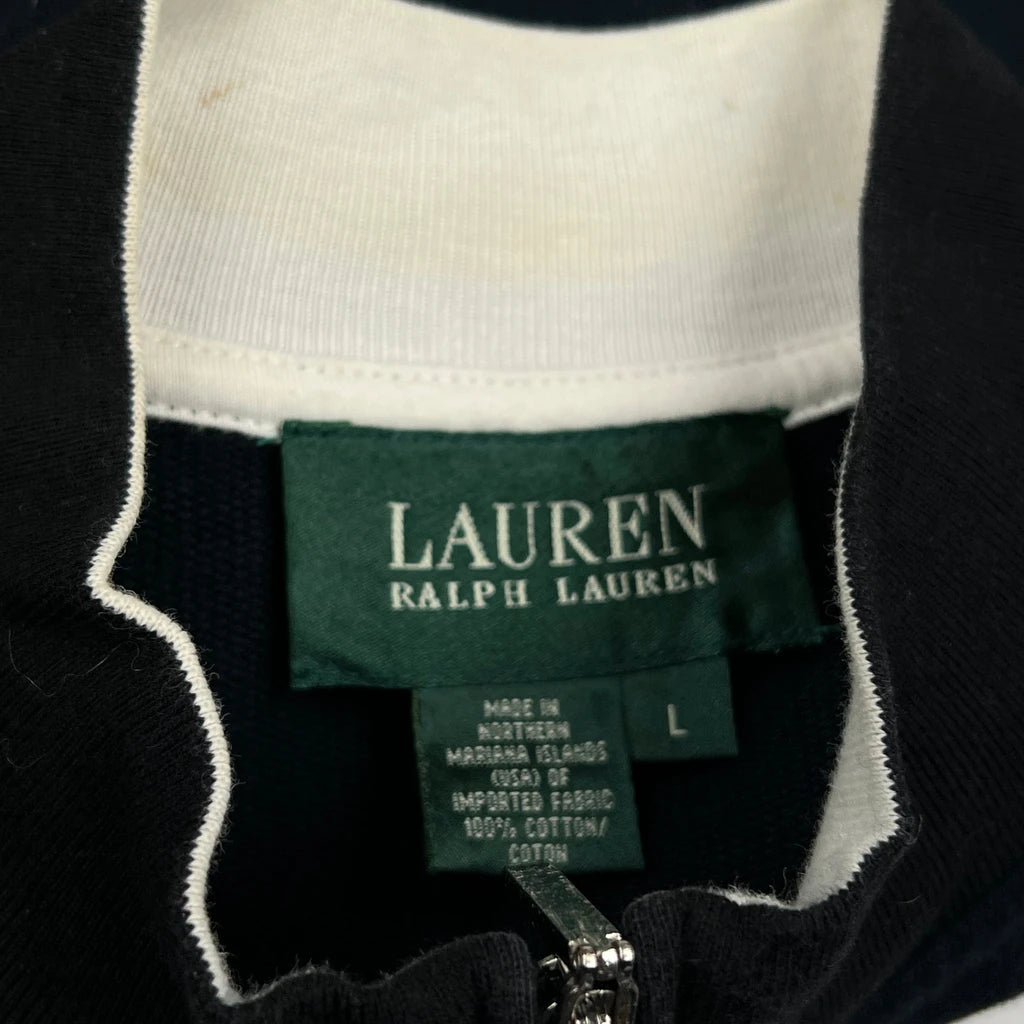 LAUREN
RALPH LAUREN
MADE IN
NORTHERN
MARIANA ISLANDS
(USA) OF
IMPORTED FABRIC
100% COTTON/
COTON
L